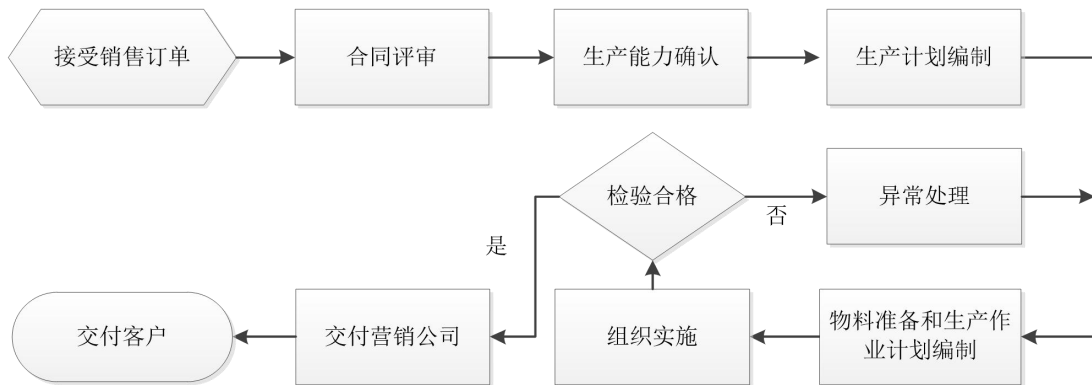 接受销售订单
合同评审
生产能力确认
生产计划编制
检验合格
否
异常处理
是
交付客户
交付营销公司
组织实施
物料准备和生产作
业计划编制